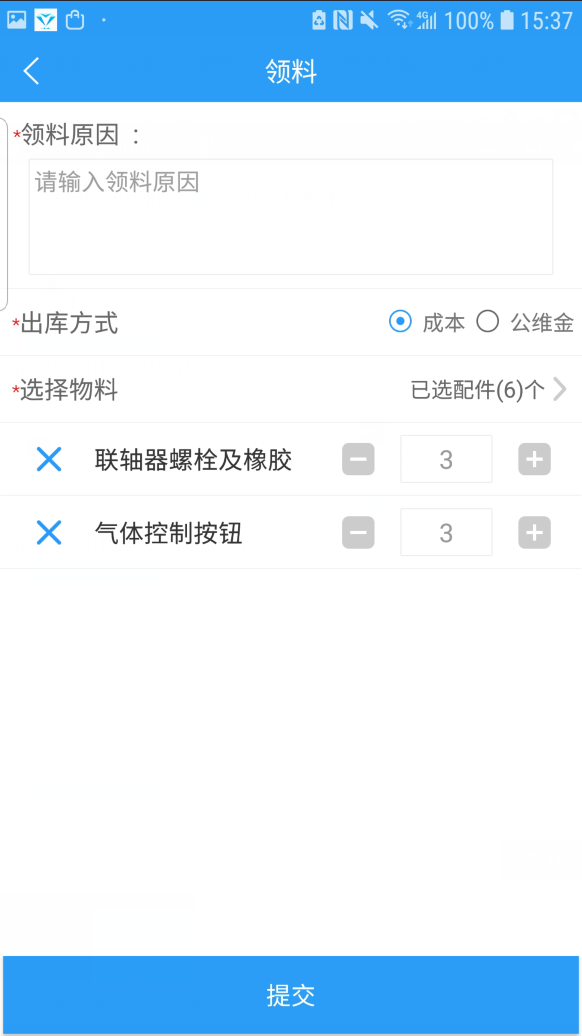 4G 100% 15:37
领料
*领料原因 ：
请输入领料原因
*出库方式 成本 公维金
*选择物料 已选配件(6)个
联轴器螺栓及橡胶 3
气体控制按钮 3
提交